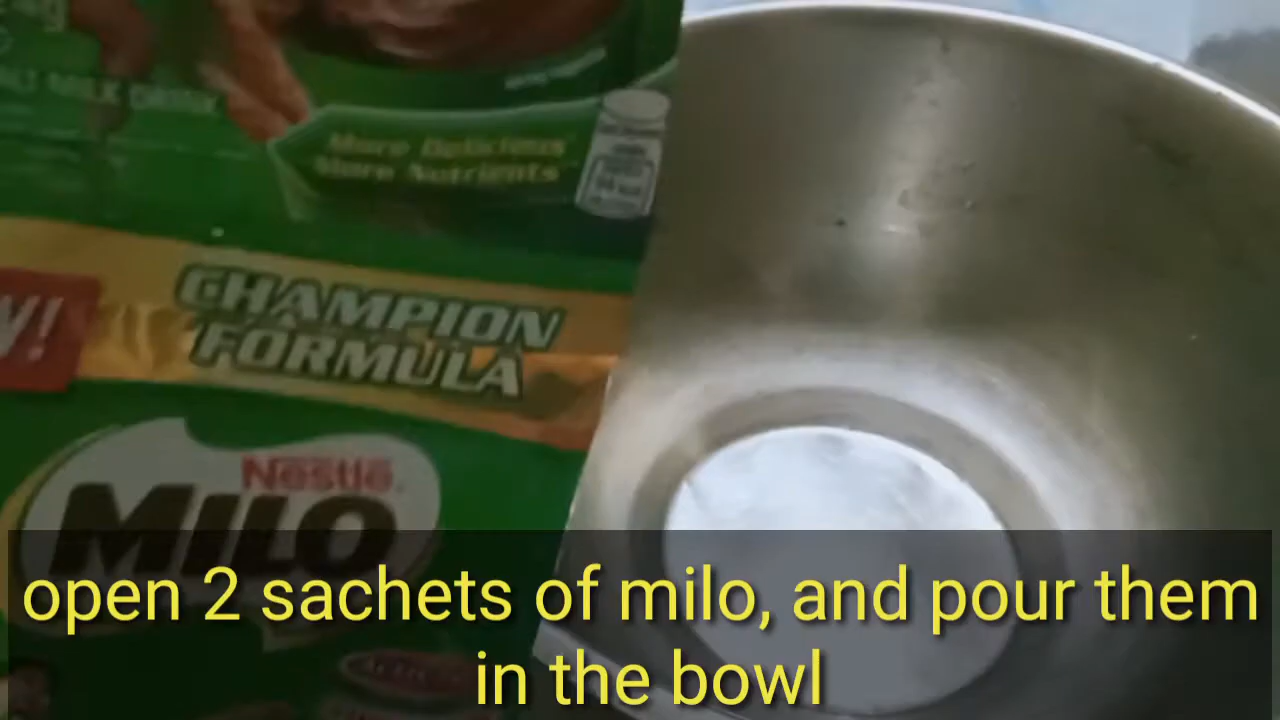 More Delicious
More Nutrients
CHAMPION
FORMULA
Nestlé
MILO
open 2 sachets of milo, and pour them
in the bowl